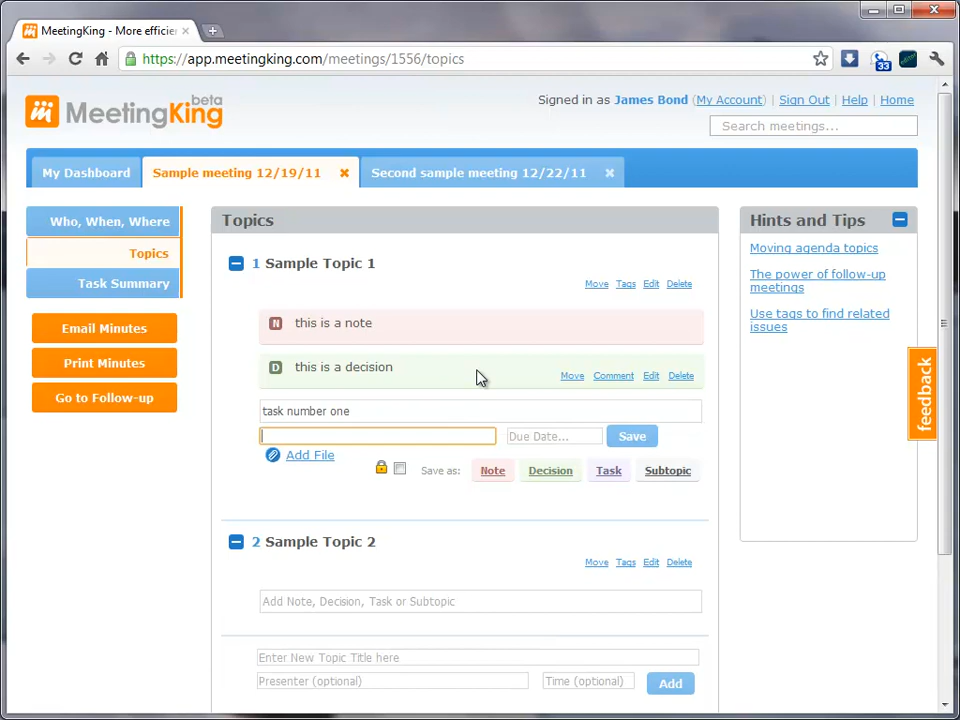 MeetingKing - More efficie
https://app.meetingking.com/meetings/1556/topics
33
MeetingKing beta
Signed in as James Bond (My Account) | Sign Out | Help | Home
Search meetings...
My Dashboard
Sample meeting 12/19/11
Second sample meeting 12/22/11
Who, When, Where
Topics
Task Summary
Email Minutes
Print Minutes
Go to Follow-up
Topics
1 Sample Topic 1
Move Tags Edit Delete
N this is a note
D this is a decision
Move Comment Edit Delete
task number one
Due Date... Save
Add File
Save as: Note Decision Task Subtopic
2 Sample Topic 2
Move Tags Edit Delete
Add Note, Decision, Task or Subtopic
Enter New Topic Title here
Presenter (optional) Time (optional) Add
Hints and Tips
Moving agenda topics
The power of follow-up
meetings
Use tags to find related
issues
feedback